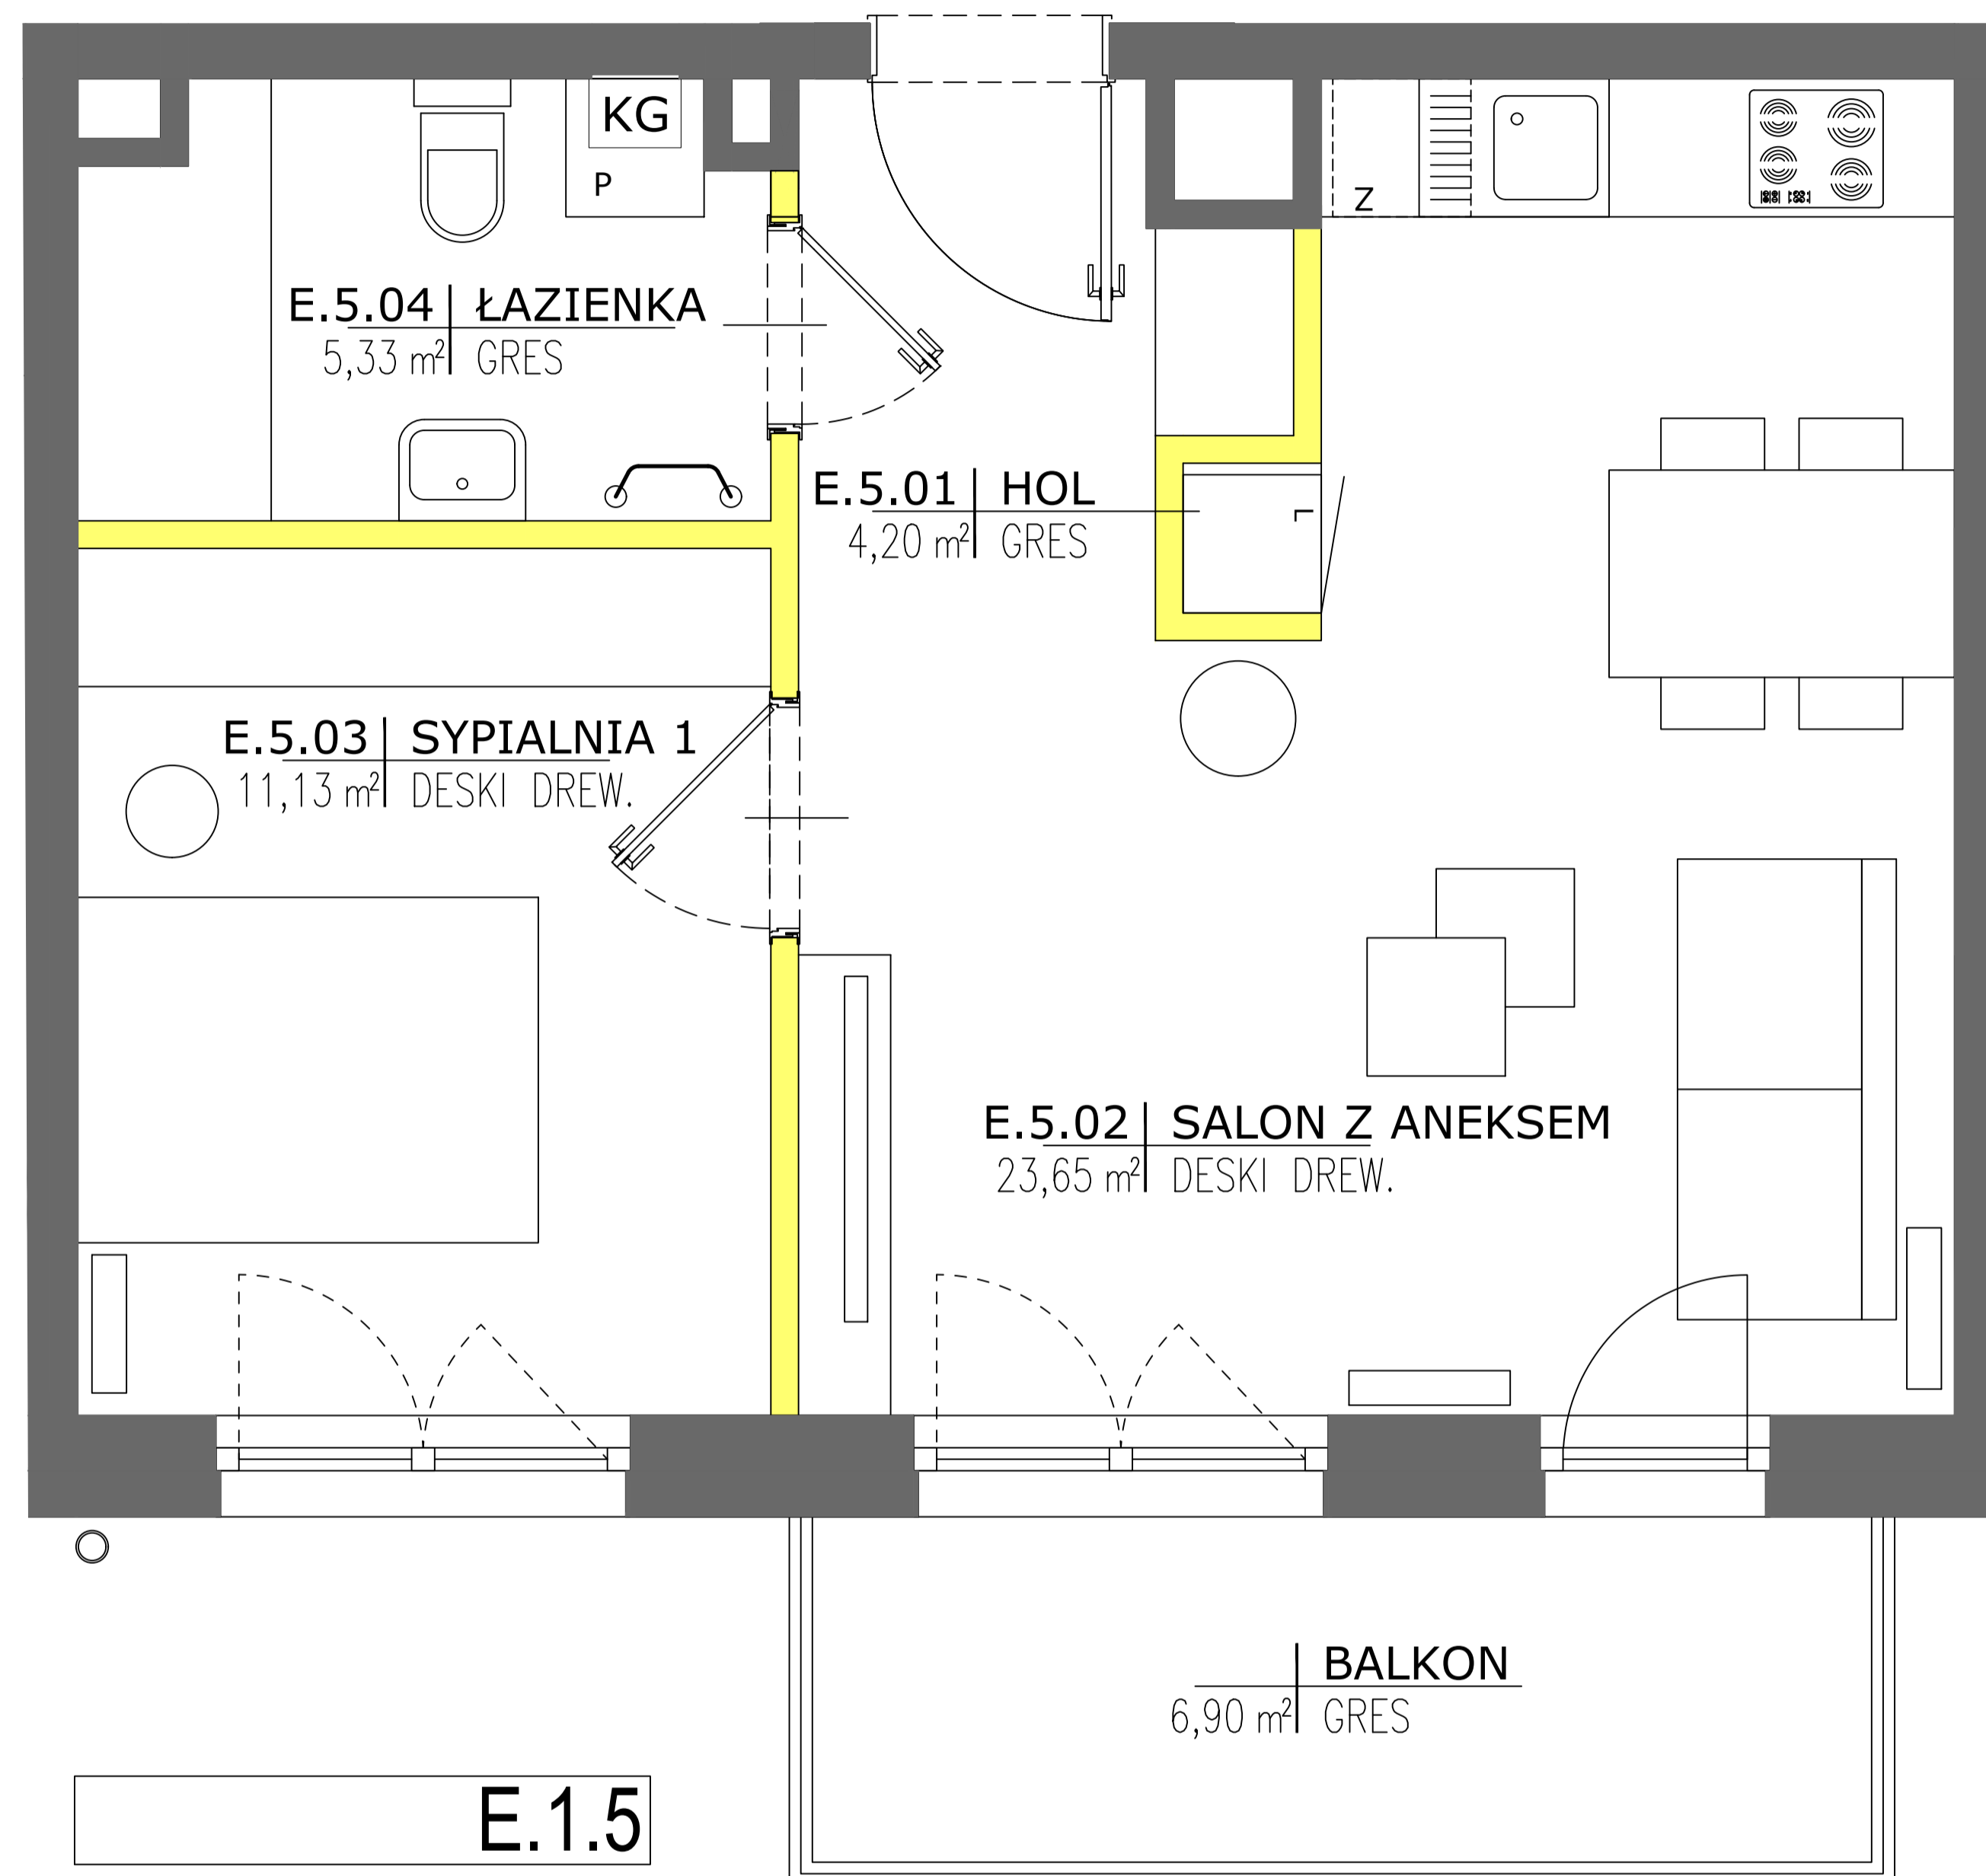 KG
P
Z
E.5.04 ŁAZIENKA
5,33 m² GRES
E.5.01 HOL
4,20 m² GRES
L
E.5.03 SYPIALNIA 1
11,13 m² DESKI DREW.
E.5.02 SALON Z ANEKSEM
23,65 m² DESKI DREW.
BALKON
6,90 m² GRES
E.1.5